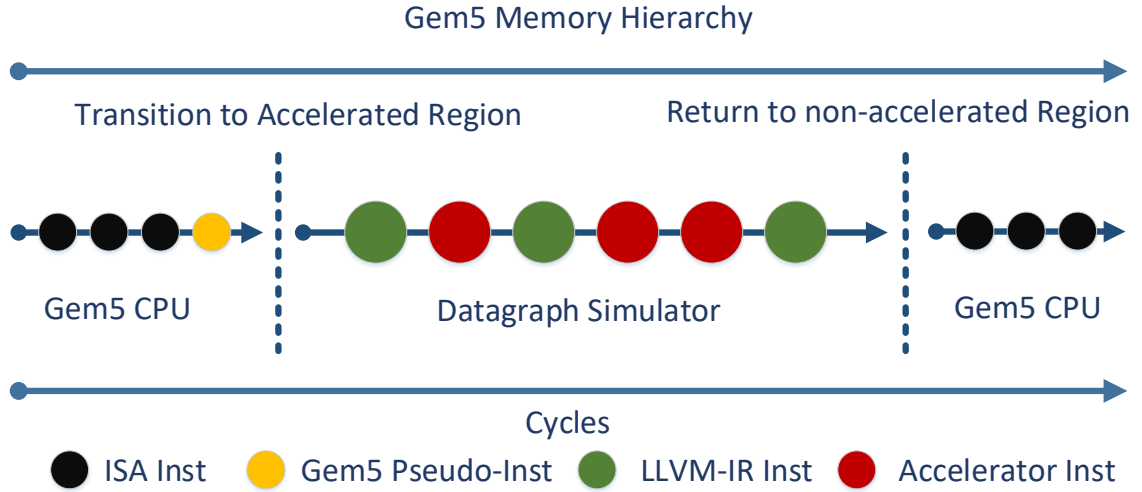 Gem5 Memory Hierarchy
Transition to Accelerated Region
Return to non-accelerated Region
Gem5 CPU
Datagraph Simulator
Gem5 CPU
Cycles
ISA Inst
Gem5 Pseudo-Inst
LLVM-IR Inst
Accelerator Inst